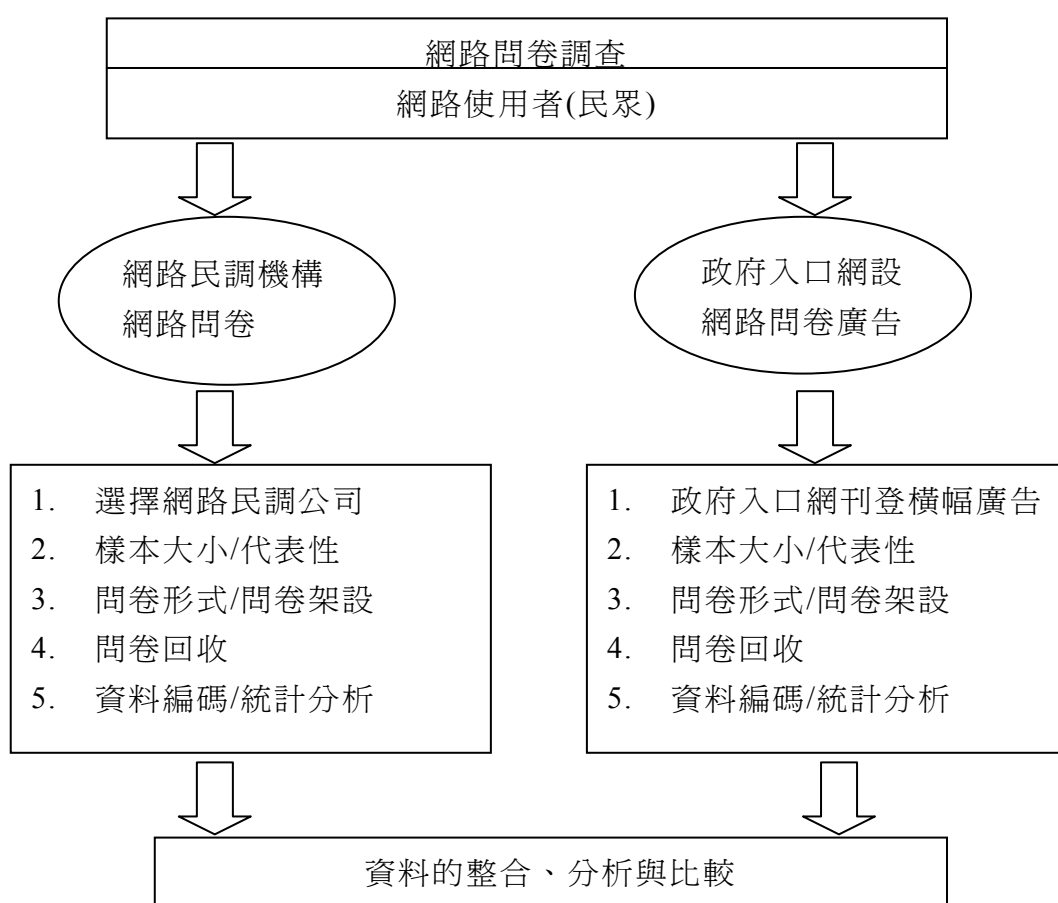 網路問卷調查
網路使用者(民眾)
網路民調機構
網路問卷
政府入口網設
網路問卷廣告
1. 選擇網路民調公司
2. 樣本大小/代表性
3. 問卷形式/問卷架設
4. 問卷回收
5. 資料編碼/統計分析
1. 政府入口網刊登橫幅廣告
2. 樣本大小/代表性
3. 問卷形式/問卷架設
4. 問卷回收
5. 資料編碼/統計分析
資料的整合、分析與比較